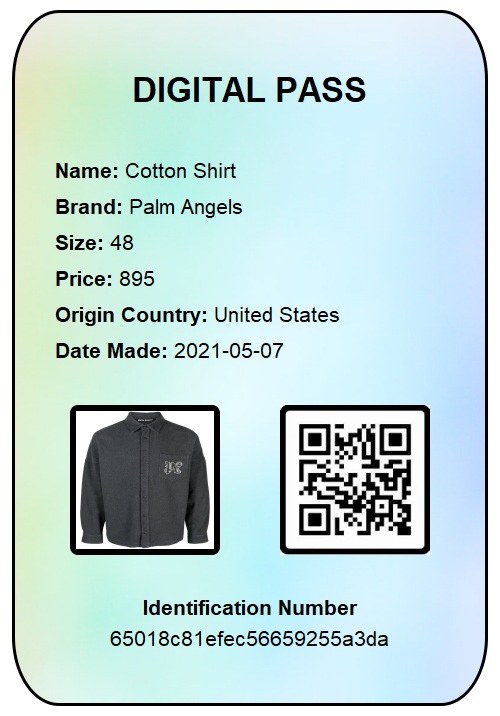 DIGITAL PASS
Name: Cotton Shirt
Brand: Palm Angels
Size: 48
Price: 895
Origin Country: United States
Date Made: 2021-05-07
Identification Number
65018c81efec56659255a3da